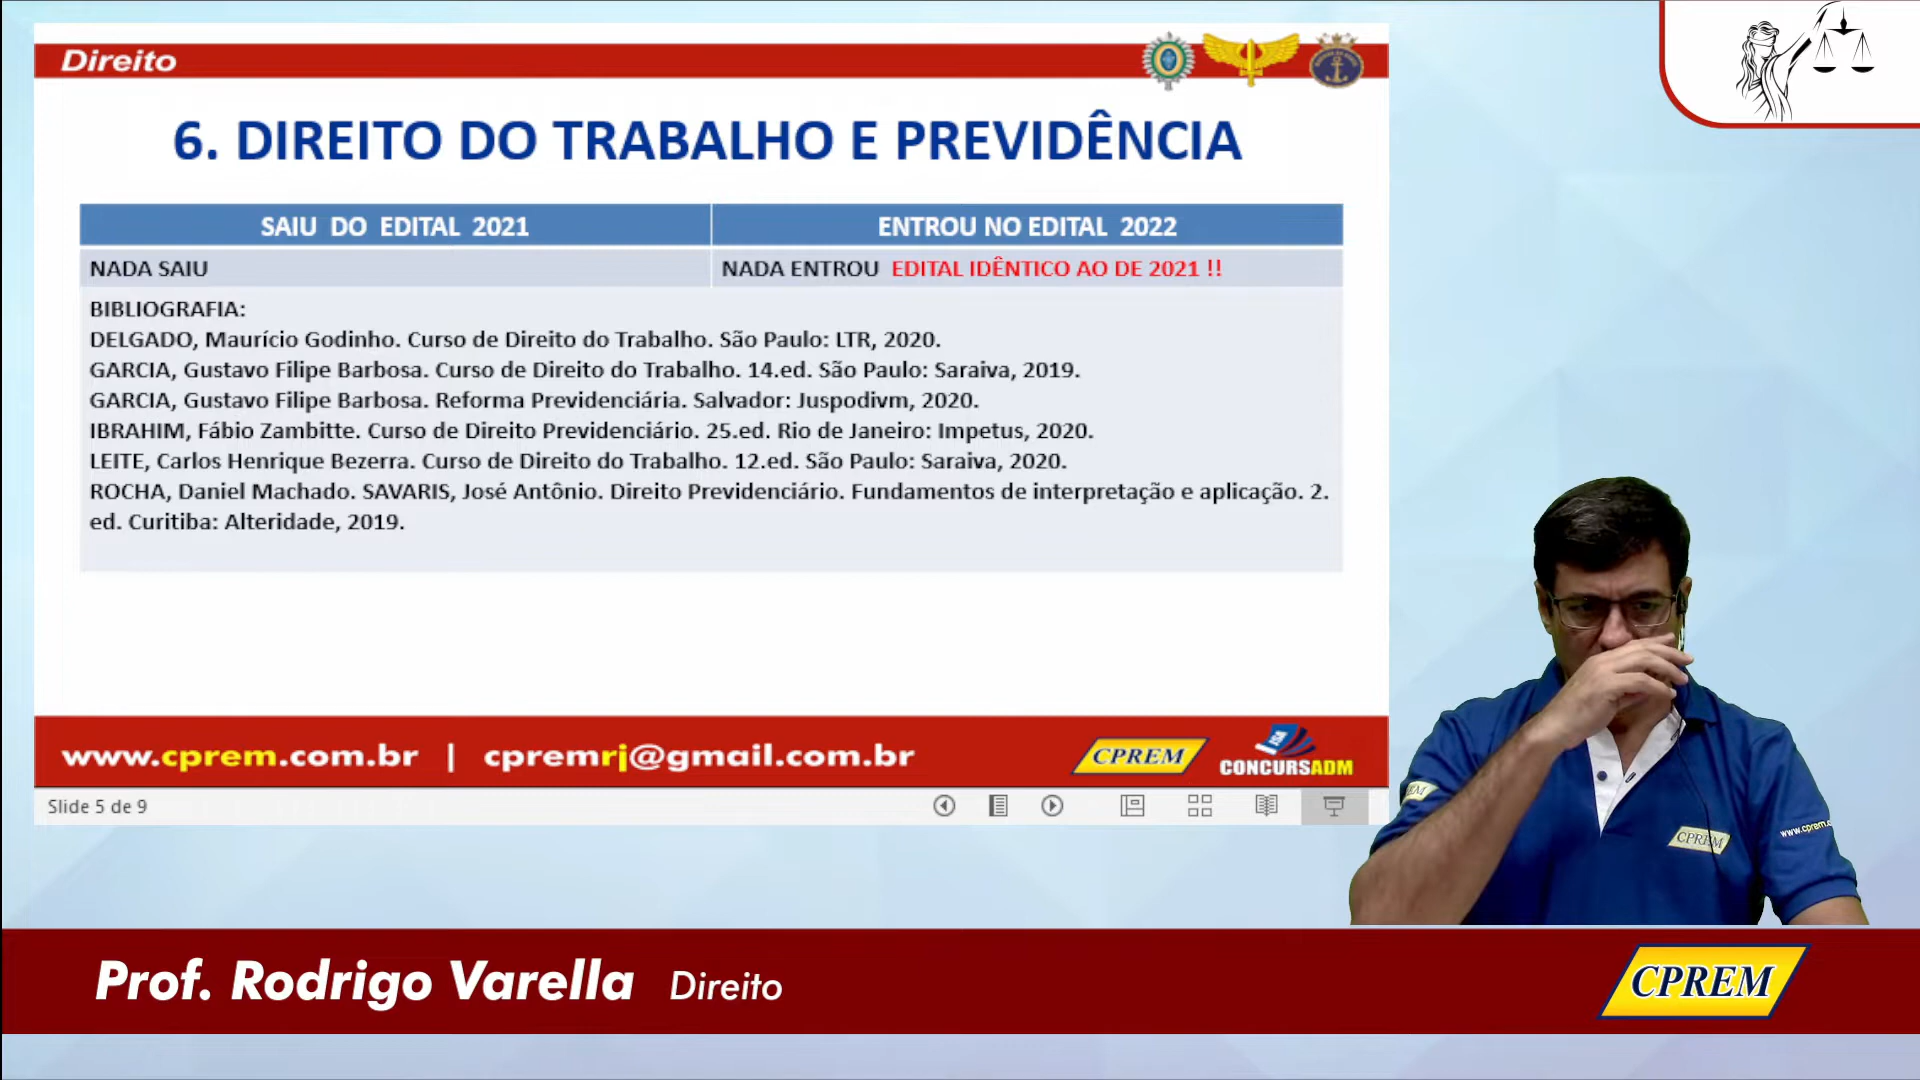 Direito
6. DIREITO DO TRABALHO E PREVIDÊNCIA
SAIU DO EDITAL 2021
ENTROU NO EDITAL 2022
NADA SAIU
NADA ENTROU EDITAL IDÊNTICO AO DE 2021 !!
BIBLIOGRAFIA:
DELGADO, Maurício Godinho. Curso de Direito do Trabalho. São Paulo: LTR, 2020.
GARCIA, Gustavo Filipe Barbosa. Curso de Direito do Trabalho. 14.ed. São Paulo: Saraiva, 2019.
GARCIA, Gustavo Filipe Barbosa. Reforma Previdenciária. Salvador: Juspodivm, 2020.
IBRAHIM, Fábio Zambitte. Curso de Direito Previdenciário. 25.ed. Rio de Janeiro: Impetus, 2020.
LEITE, Carlos Henrique Bezerra. Curso de Direito do Trabalho. 12.ed. São Paulo: Saraiva, 2020.
ROCHA, Daniel Machado. SAVARIS, José Antônio. Direito Previdenciário. Fundamentos de interpretação e aplicação. 2.
ed. Curitiba: Alteridade, 2019.
www.cprem.com.br | cpremrj@gmail.com.br
CPREM
CONCURSADM
Slide 5 de 9
CPREM
www.cprem.c
Prof. Rodrigo Varella Direito
CPREM